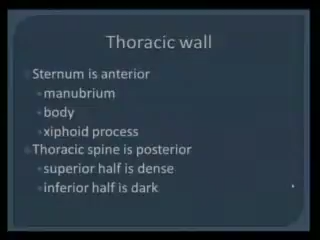 Thoracic wall
Sternum is anterior
manubrium
body
xiphoid process
Thoracic spine is posterior
superior half is dense
inferior half is dark